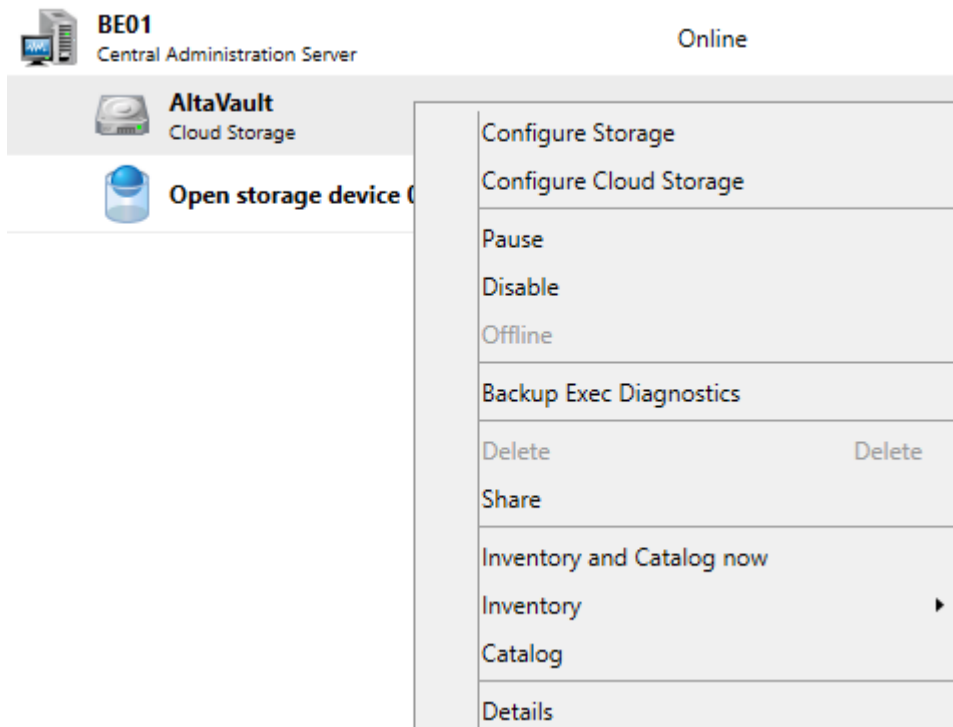 BE01
Central Administration Server
Online
AltaVault
Cloud Storage
Open storage device
Configure Storage
Configure Cloud Storage
Pause
Disable
Offline
Backup Exec Diagnostics
Delete Delete
Share
Inventory and Catalog now
Inventory
Catalog
Details